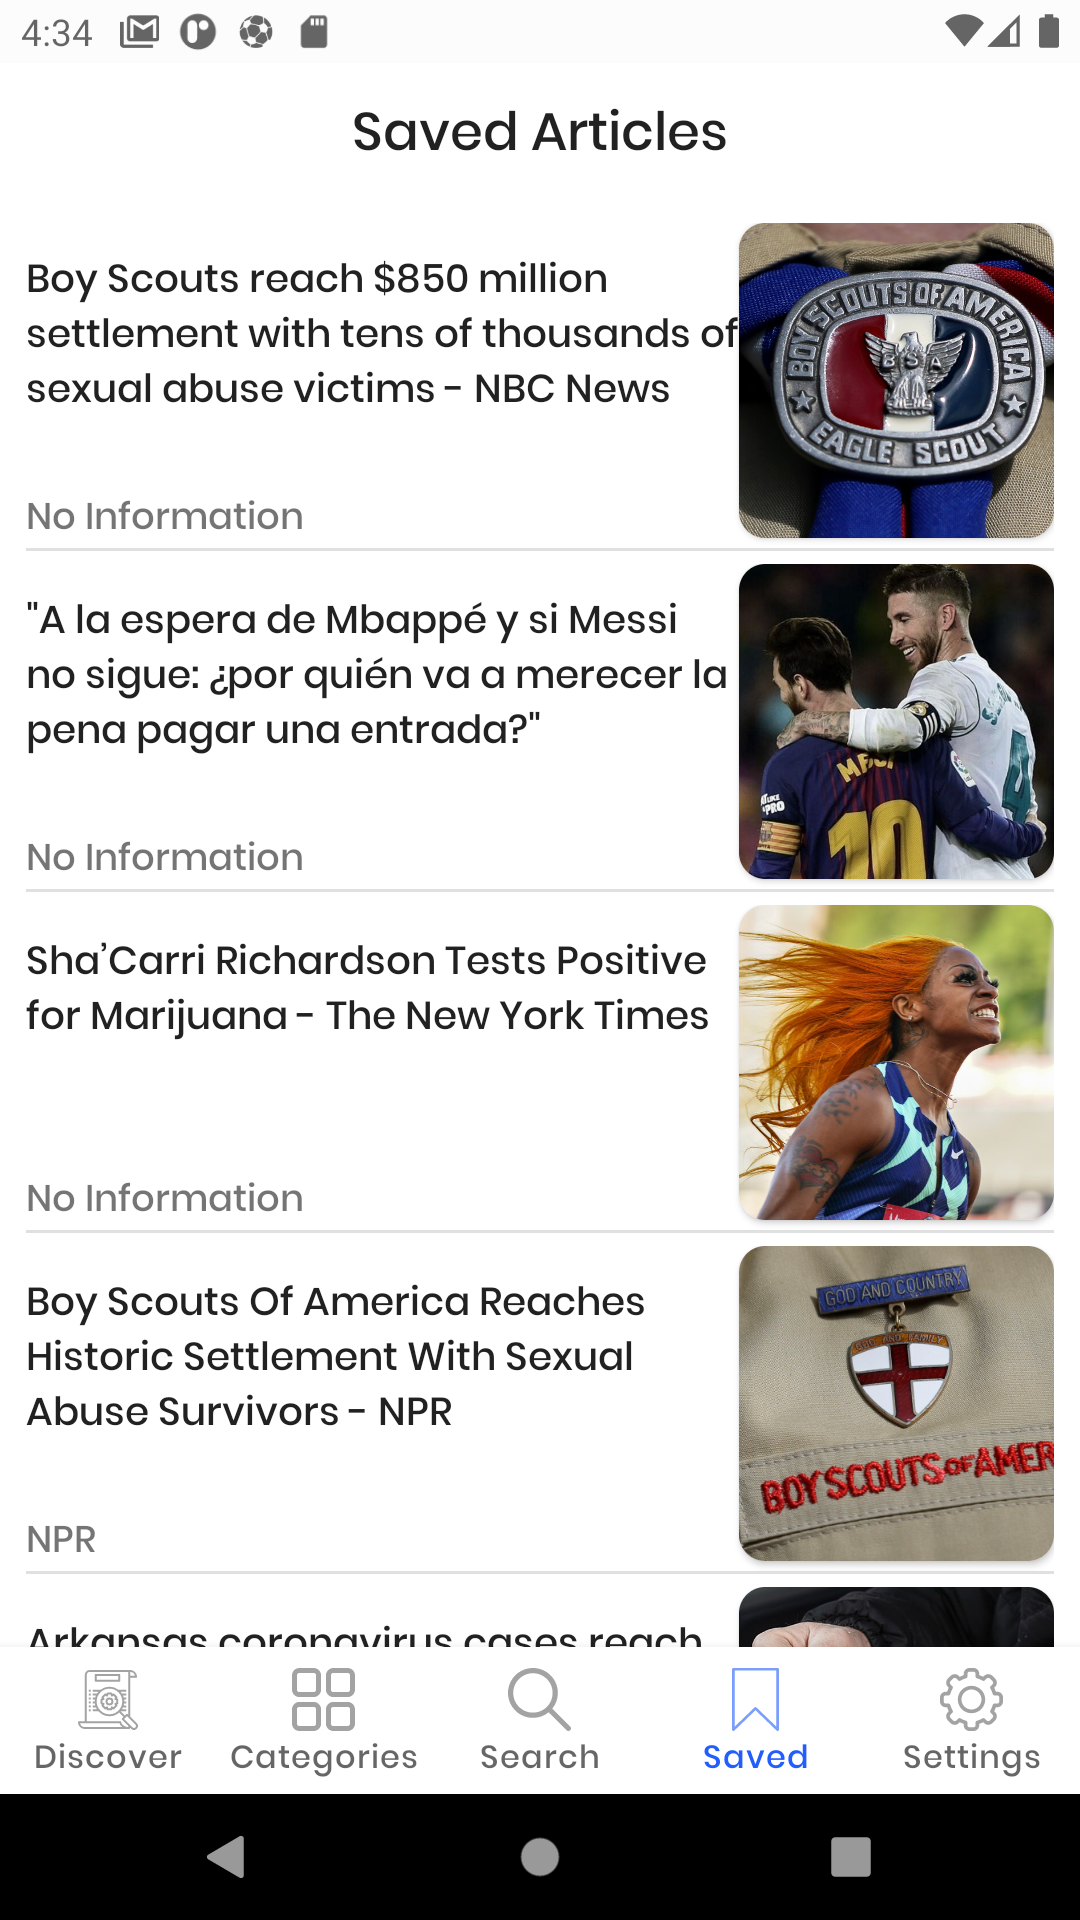 4:34
Saved Articles
Boy Scouts reach $850 million
settlement with tens of thousands of
sexual abuse victims - NBC News
No Information
BOY SCOUTS OF AMERICA
B S A
EAGLE SCOUT
"A la espera de Mbappé y si Messi
no sigue: ¿por quién va a merecer la
pena pagar una entrada?"
No Information
10
4
Sha’Carri Richardson Tests Positive
for Marijuana - The New York Times
No Information
Boy Scouts Of America Reaches
Historic Settlement With Sexual
Abuse Survivors - NPR
NPR
GOD AND COUNTRY
GOD AND FAMILY
BOY SCOUTS OF AMER
Arkansas coronavirus cases reach
Discover
Categories
Search
Saved
Settings